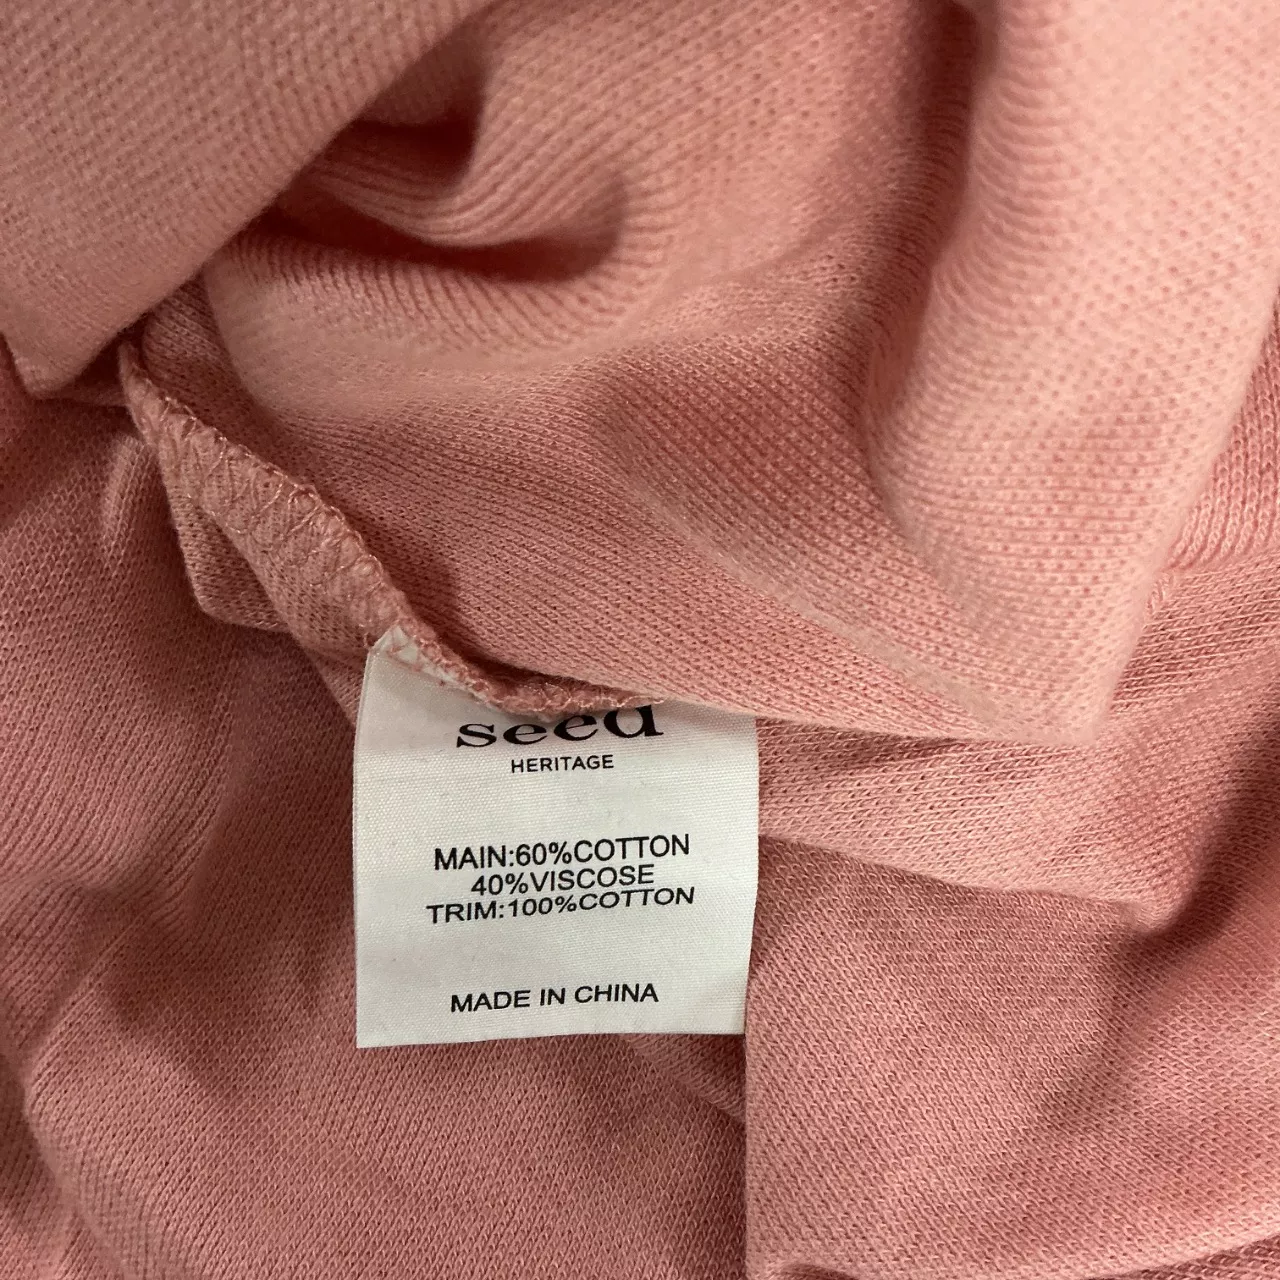 seed
HERITAGE
MAIN:60%COTTON
40%VISCOSE
TRIM:100%COTTON
MADE IN CHINA